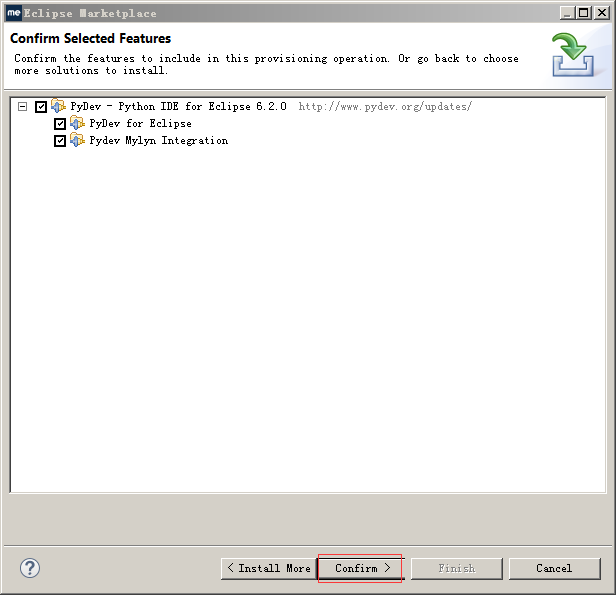 me Eclipse Marketplace
Confirm Selected Features
Confirm the features to include in this provisioning operation. Or go back to choose
more solutions to install.
PyDev - Python IDE for Eclipse 6.2.0 http://www.pydev.org/updates/
PyDev for Eclipse
Pydev Mylyn Integration
? < Install More Confirm > Finish Cancel